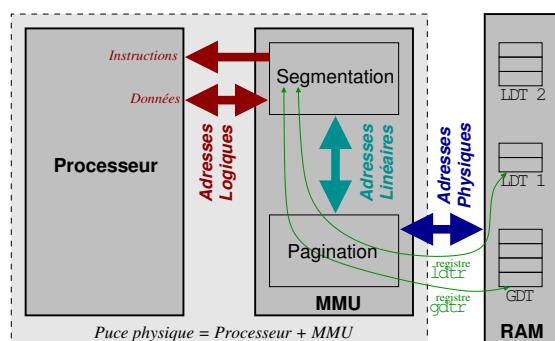 Instructions
Données
Processeur
Adresses
Logiques
Segmentation
Adresses
Linéaires
Pagination
MMU
Adresses
Physiques
registre
ldtr
registre
gdtr
LDT 2
LDT 1
GDT
RAM
Puce physique = Processeur + MMU